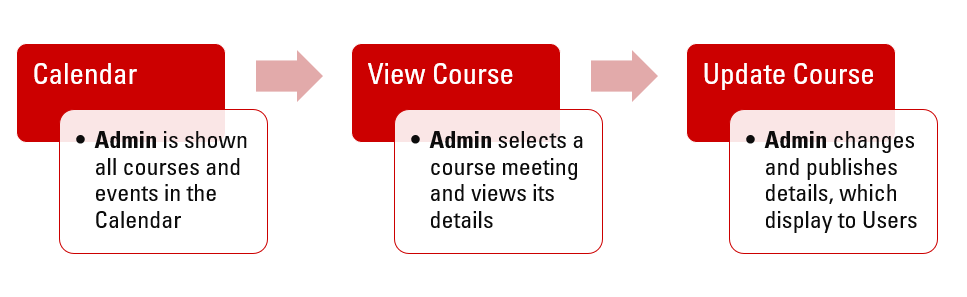 Calendar
• Admin is shown
all courses and
events in the
Calendar
View Course
• Admin selects a
course meeting
and views its
details
Update Course
• Admin changes
and publishes
details, which
display to Users